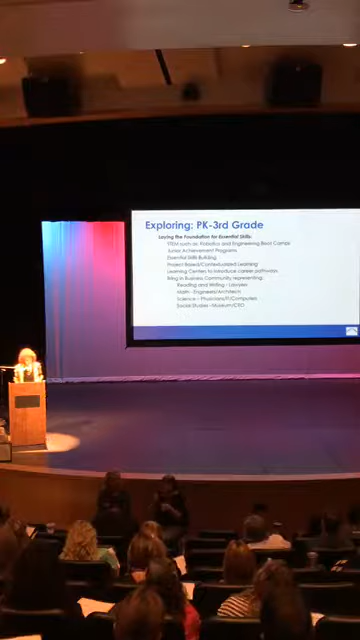 Exploring: PK-3rd Grade
Laying the Foundation for Essential Skills:
STEM such as: Robotics and Engineering Boot Camps
Junior Achievement Programs
Essential Skills Building
Project Based/Contextualized Learning
Learning Centers to introduce career pathways
Bring in Business Community representing:
Reading and Writing - Lawyers
Math - Engineers/Architects
Science - Physicians/IT/Computers
Social Studies - Museum/CEO